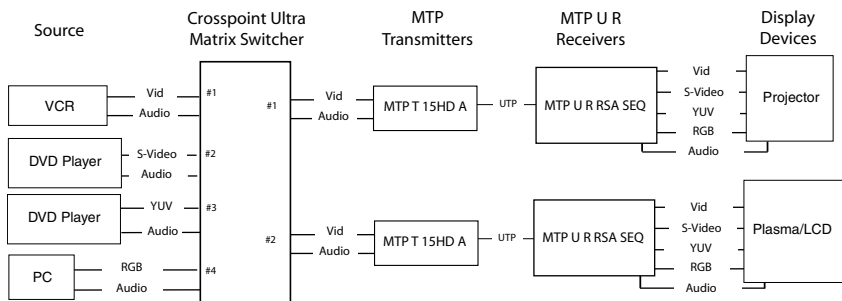 Source
Crosspoint Ultra
Matrix Switcher
MTP
Transmitters
MTP U R
Receivers
Display
Devices
VCR
Vid
Audio
#1
DVD Player
S-Video
Audio
#2
DVD Player
YUV
Audio
#3
PC
RGB
Audio
#4
#1
Vid
Audio
MTP T 15HD A
UTP
MTP U R RSA SEQ
Vid
S-Video
YUV
RGB
Audio
Projector
#2
Vid
Audio
MTP T 15HD A
UTP
MTP U R RSA SEQ
Vid
S-Video
YUV
RGB
Audio
Plasma/LCD